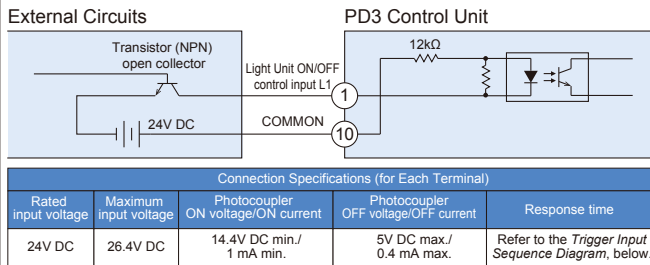 External Circuits
PD3 Control Unit
Transistor (NPN)
open collector
12kΩ
Light Unit ON/OFF
control input L1
1
24V DC
COMMON
10
Connection Specifications (for Each Terminal)
Rated
input voltage
Maximum
input voltage
Photocoupler
ON voltage/ON current
Photocoupler
OFF voltage/OFF current
Response time
24V DC
26.4V DC
14.4V DC min./
1 mA min.
5V DC max./
0.4 mA max.
Refer to the Trigger Input
Sequence Diagram, below.